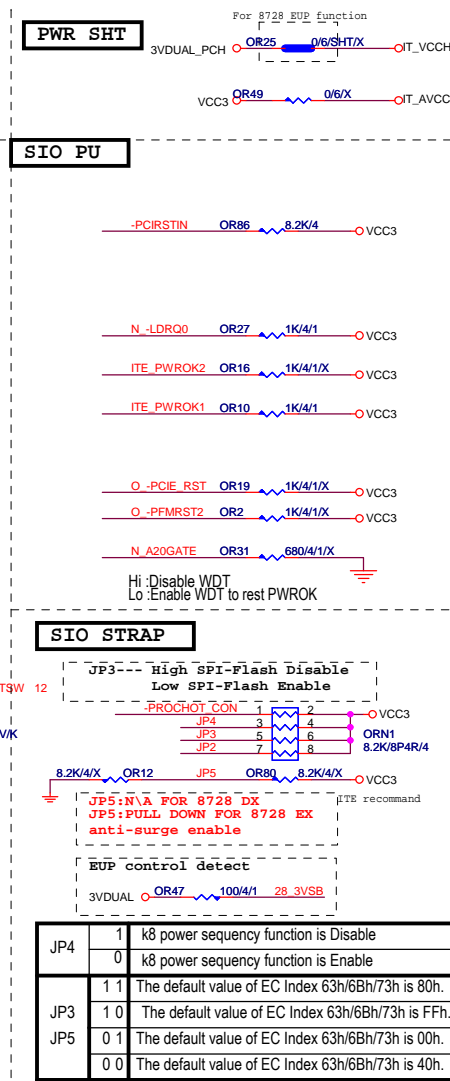 For 8728 EUP function
PWR SHT
3VDUAL_PCH OR25 0/6/SHT/X IT_VCCH
VCC3 OR49 0/6/X IT_AVCC
SIO PU
-PCIRSTIN OR86 8.2K/4 VCC3
N_-LDRQ0 OR27 1K/4/1 VCC3
ITE_PWROK2 OR16 1K/4/1/X VCC3
ITE_PWROK1 OR10 1K/4/1 VCC3
O_-PCIE_RST OR19 1K/4/1/X VCC3
O_-PFMRST2 OR2 1K/4/1/X VCC3
N_A20GATE OR31 680/4/1/X
Hi :Disable WDT
Lo :Enable WDT to rest PWROK
SIO STRAP
JP3--- High SPI-Flash Disable
Low SPI-Flash Enable
TSW 12
-PROCHOT_CON 1 2 VCC3
JP4 3 4
JP3 5 6 ORN1
JP2 7 8 8.2K/8P4R/4
V/K
8.2K/4/X OR12 JP5 OR80 8.2K/4/X VCC3
JP5:N\A FOR 8728 DX ITE recommand
JP5:PULL DOWN FOR 8728 EX
anti-surge enable
EUP control detect
3VDUAL OR47 100/4/1 28_3VSB
JP4 1 k8 power sequency function is Disable
0 k8 power sequency function is Enable
1 1 The default value of EC Index 63h/6Bh/73h is 80h.
JP3 1 0 The default value of EC Index 63h/6Bh/73h is FFh.
JP5 0 1 The default value of EC Index 63h/6Bh/73h is 00h.
0 0 The default value of EC Index 63h/6Bh/73h is 40h.